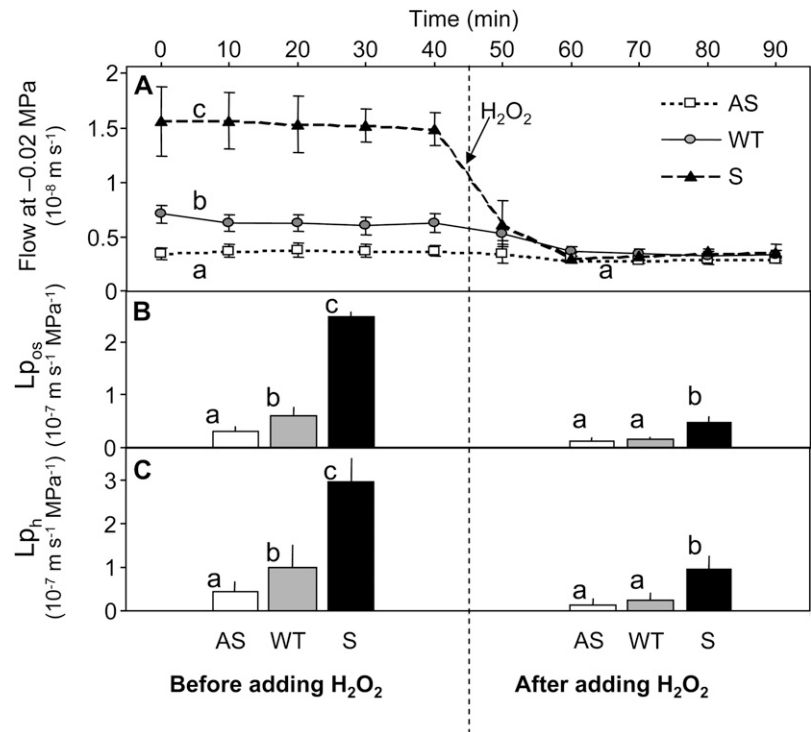 Time (min)
0 10 20 30 40 50 60 70 80 90
A
Flow at –0.02 MPa
(10⁻⁸ m s⁻¹)
2
1.5
1
0.5
0
c
b
a
a
H₂O₂
AS
WT
S
B
Lp_os
(10⁻⁷ m s⁻¹ MPa⁻¹)
2
1
0
a b c
a a b
C
Lp_h
(10⁻⁷ m s⁻¹ MPa⁻¹)
3
2
1
0
a b c
a a b
AS WT S AS WT S
Before adding H₂O₂ After adding H₂O₂